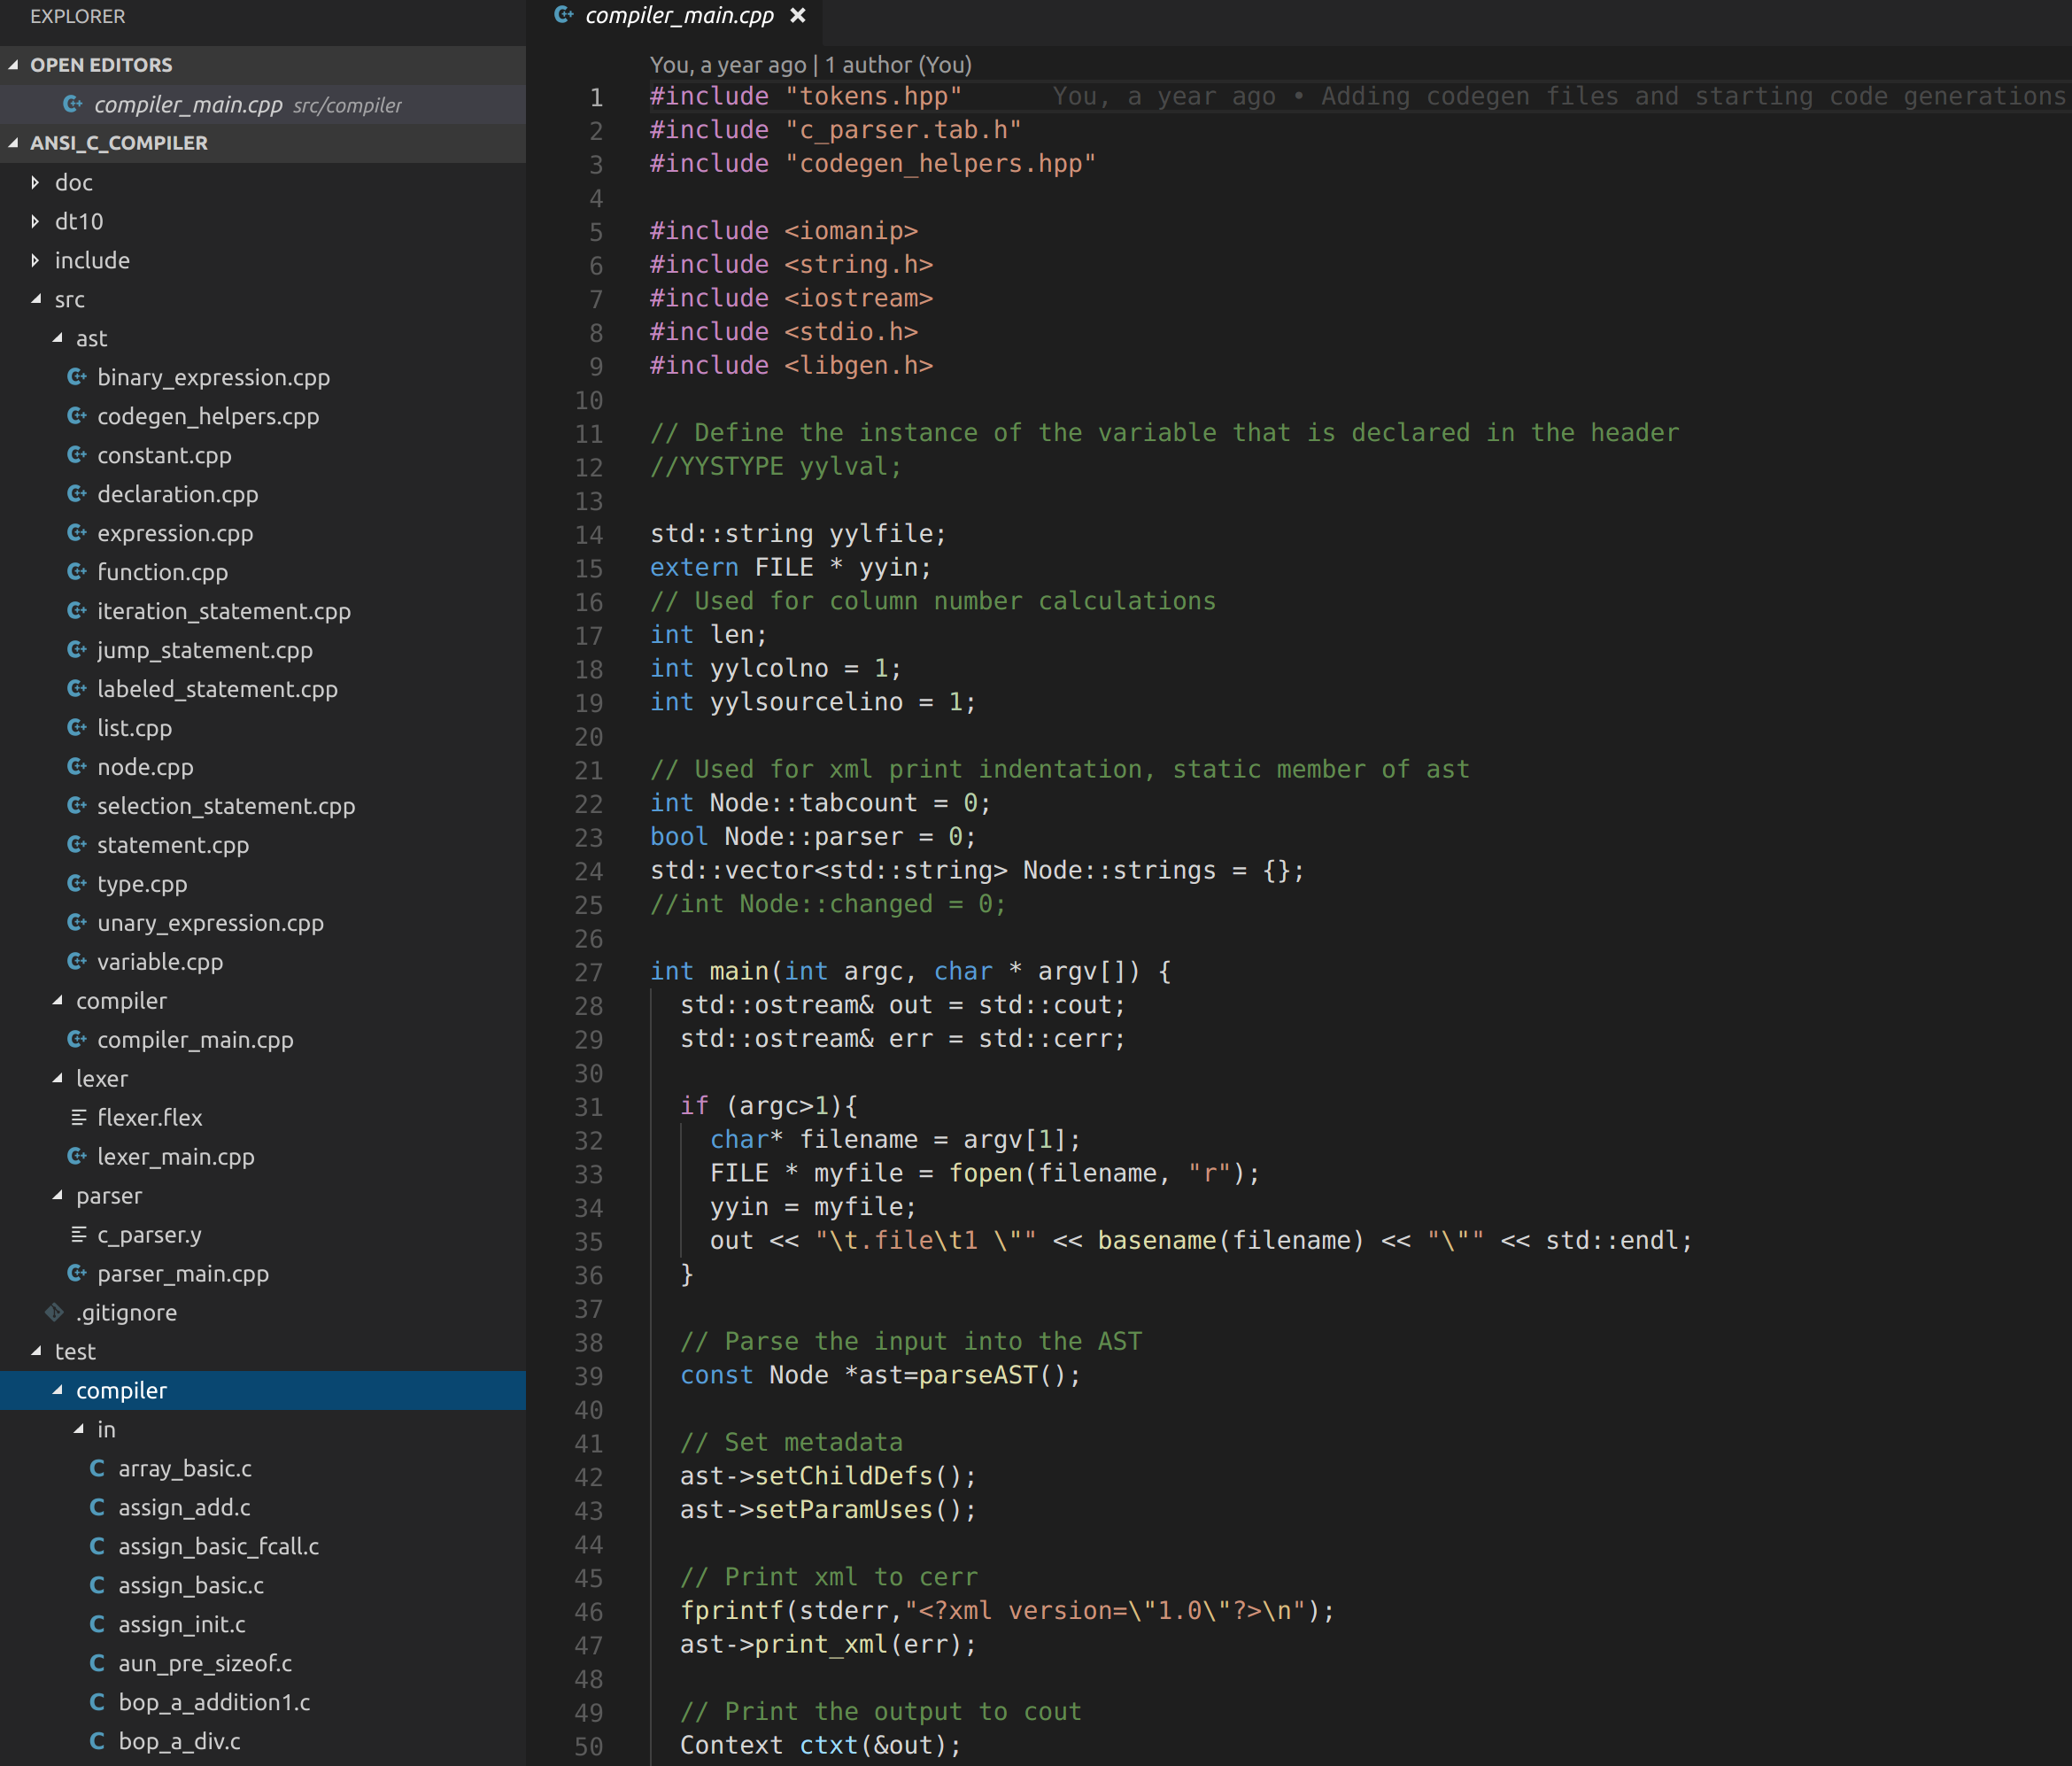 EXPLORER
OPEN EDITORS
compiler_main.cpp src/compiler
ANSI_C_COMPILER
doc
dt10
include
src
ast
binary_expression.cpp
codegen_helpers.cpp
constant.cpp
declaration.cpp
expression.cpp
function.cpp
iteration_statement.cpp
jump_statement.cpp
labeled_statement.cpp
list.cpp
node.cpp
selection_statement.cpp
statement.cpp
type.cpp
unary_expression.cpp
variable.cpp
compiler
compiler_main.cpp
lexer
flexer.flex
lexer_main.cpp
parser
c_parser.y
parser_main.cpp
.gitignore
test
compiler
in
array_basic.c
assign_add.c
assign_basic_fcall.c
assign_basic.c
assign_init.c
aun_pre_sizeof.c
bop_a_addition1.c
bop_a_div.c
compiler_main.cpp
You, a year ago | 1 author (You)
1 #include "tokens.hpp" You, a year ago • Adding codegen files and starting code generations
2 #include "c_parser.tab.h"
3 #include "codegen_helpers.hpp"
4
5 #include <iomanip>
6 #include <string.h>
7 #include <iostream>
8 #include <stdio.h>
9 #include <libgen.h>
10
11 // Define the instance of the variable that is declared in the header
12 //YYSTYPE yylval;
13
14 std::string yylfile;
15 extern FILE * yyin;
16 // Used for column number calculations
17 int len;
18 int yylcolno = 1;
19 int yylsourcelino = 1;
20
21 // Used for xml print indentation, static member of ast
22 int Node::tabcount = 0;
23 bool Node::parser = 0;
24 std::vector<std::string> Node::strings = {};
25 //int Node::changed = 0;
26
27 int main(int argc, char * argv[]) {
28 std::ostream& out = std::cout;
29 std::ostream& err = std::cerr;
30
31 if (argc>1){
32 char* filename = argv[1];
33 FILE * myfile = fopen(filename, "r");
34 yyin = myfile;
35 out << "\t.file\t1 \"" << basename(filename) << "\"" << std::endl;
36 }
37
38 // Parse the input into the AST
39 const Node *ast=parseAST();
40
41 // Set metadata
42 ast->setChildDefs();
43 ast->setParamUses();
44
45 // Print xml to cerr
46 fprintf(stderr,"<?xml version=\"1.0\"?>\n");
47 ast->print_xml(err);
48
49 // Print the output to cout
50 Context ctxt(&out);